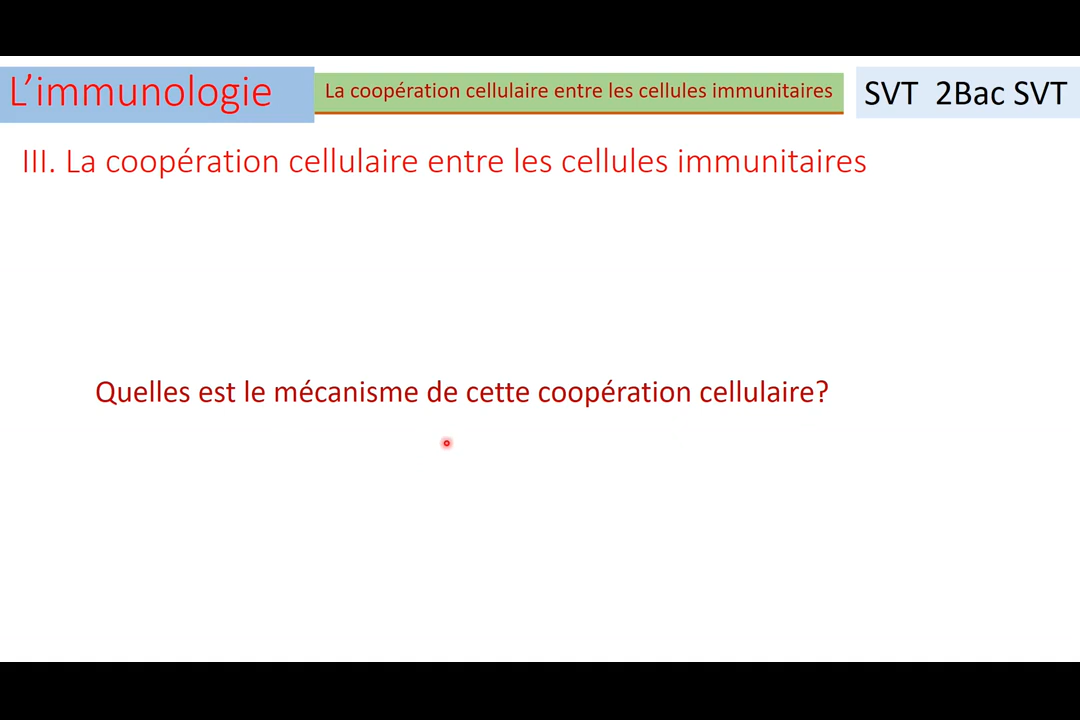 L'immunologie
La coopération cellulaire entre les cellules immunitaires
SVT 2Bac SVT
III. La coopération cellulaire entre les cellules immunitaires
Quelles est le mécanisme de cette coopération cellulaire?